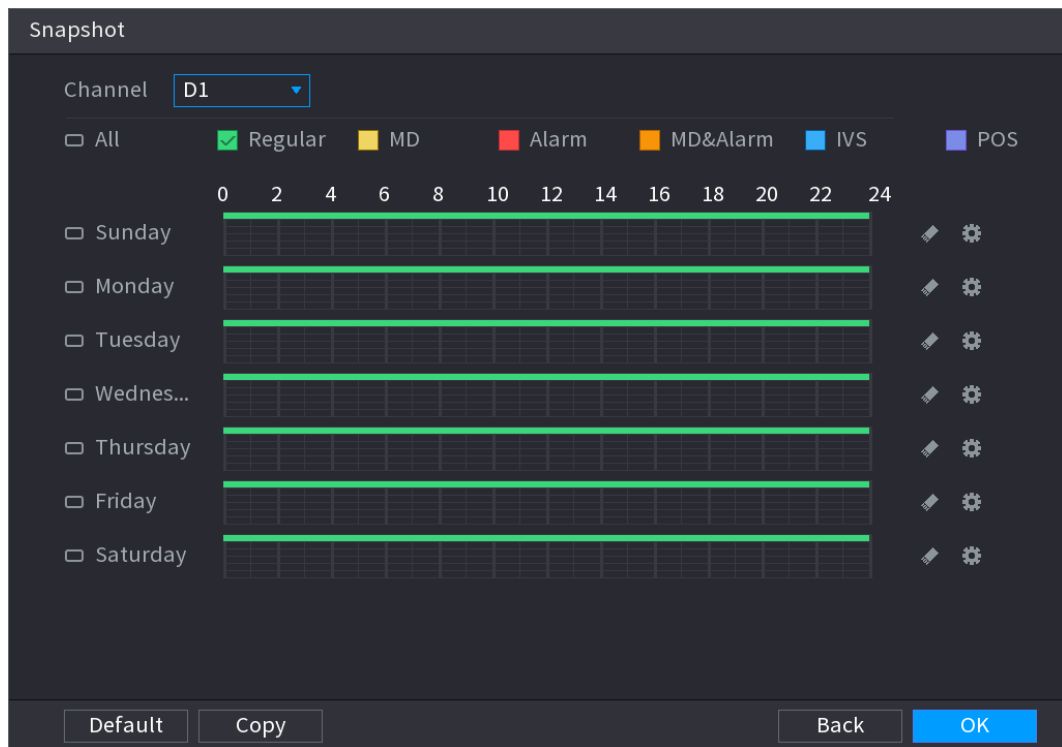 Snapshot
Channel D1
All Regular MD Alarm MD&Alarm IVS POS
0 2 4 6 8 10 12 14 16 18 20 22 24
Sunday
Monday
Tuesday
Wednes...
Thursday
Friday
Saturday
Default Copy Back OK